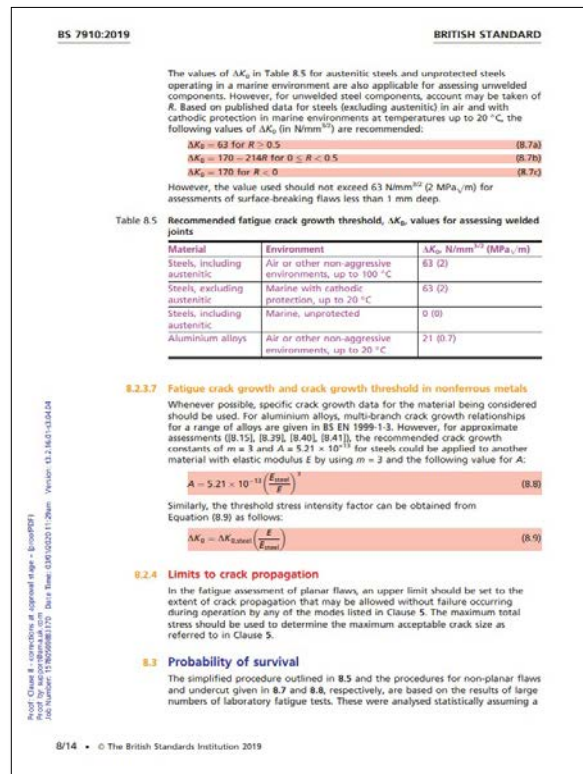 BS 7910:2019
BRITISH STANDARD
The values of ΔK₀ in Table 8.5 for austenitic steels and unprotected steels
operating in a marine environment are also applicable for assessing unwelded
components. However, for unwelded steel components, account may be taken of
R. Based on published data for steels (excluding austenitic) in air and with
cathodic protection in marine environments at temperatures up to 20 °C, the
following values of ΔK₀ (in N/mm³/²) are recommended:
ΔK₀ = 63 for R > 0.5 (8.7a)
ΔK₀ = 170 − 214R for 0 ≤ R < 0.5 (8.7b)
ΔK₀ = 170 for R < 0 (8.7c)
However, the value used should not exceed 63 N/mm³/² (2 MPa√m) for
assessments of surface-breaking flaws less than 1 mm deep.
Table 8.5 Recommended fatigue crack growth threshold, ΔK₀, values for assessing welded
joints
Material Environment ΔK₀, N/mm³/² (MPa√m)
Steels, including Air or other non-aggressive 63 (2)
austenitic environments, up to 100 °C
Steels, excluding Marine with cathodic 63 (2)
austenitic protection, up to 20 °C
Steels, including Marine, unprotected 0 (0)
austenitic
Aluminium alloys Air or other non-aggressive 21 (0.7)
environments, up to 20 °C
8.2.3.7 Fatigue crack growth and crack growth threshold in nonferrous metals
Whenever possible, specific crack growth data for the material being considered
should be used. For aluminium alloys, multi-branch crack growth relationships
for a range of alloys are given in BS EN 1999-1-3. However, for approximate
assessments ([8.15], [8.39], [8.40], [8.41]), the recommended crack growth
constants of m = 3 and A = 5.21 × 10⁻¹³ for steels could be applied to another
material with elastic modulus E by using m = 3 and the following value for A:
A = 5.21 × 10⁻¹³ (E_steel/E)³ (8.8)
Similarly, the threshold stress intensity factor can be obtained from
Equation (8.9) as follows:
ΔK₀ = ΔK₀,steel (E/E_steel) (8.9)
8.2.4 Limits to crack propagation
In the fatigue assessment of planar flaws, an upper limit should be set to the
extent of crack propagation that may be allowed without failure occurring
during operation by any of the modes listed in Clause 5. The maximum total
stress should be used to determine the maximum acceptable crack size as
referred to in Clause 5.
8.3 Probability of survival
The simplified procedure outlined in 8.5 and the procedures for non-planar flaws
and undercut given in 8.7 and 8.8, respectively, are based on the results of large
numbers of laboratory fatigue tests. These were analysed statistically assuming a
8/14 • © The British Standards Institution 2019